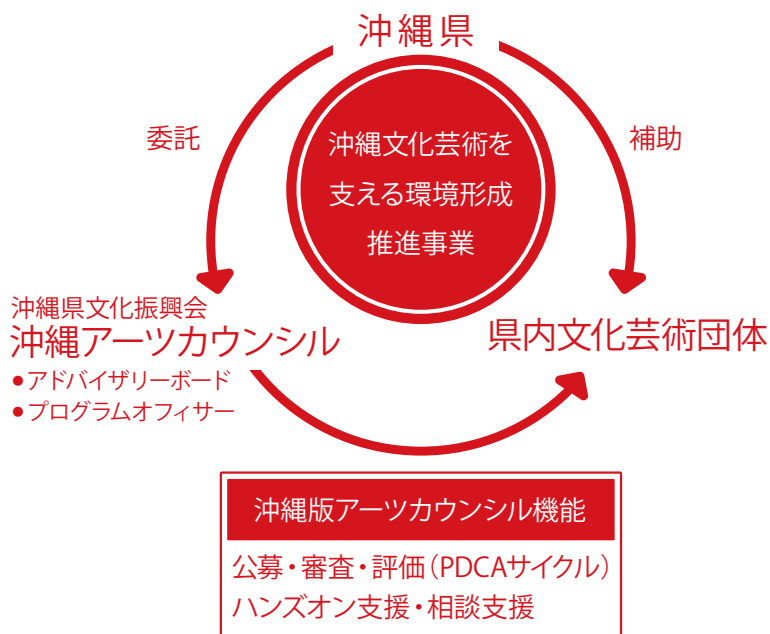 沖縄県
委託
補助
沖縄文化芸術を
支える環境形成
推進事業
沖縄県文化振興会
沖縄アーツカウンシル
●アドバイザリーボード
●プログラムオフィサー
県内文化芸術団体
沖縄版アーツカウンシル機能
公募・審査・評価(PDCAサイクル)
ハンズオン支援・相談支援